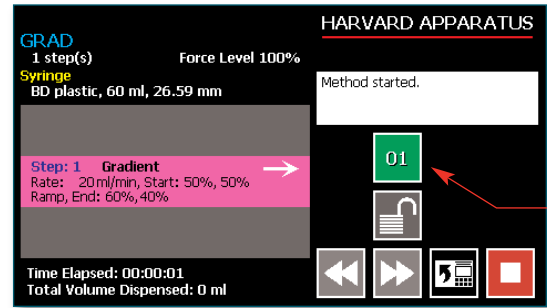 HARVARD APPARATUS
GRAD
1 step(s) Force Level 100%
Syringe
BD plastic, 60 ml, 26.59 mm
Method started.
Step: 1 Gradient
Rate: 20 ml/min, Start: 50%, 50%
Ramp, End: 60%,40%
01
Time Elapsed: 00:00:01
Total Volume Dispensed: 0 ml
5